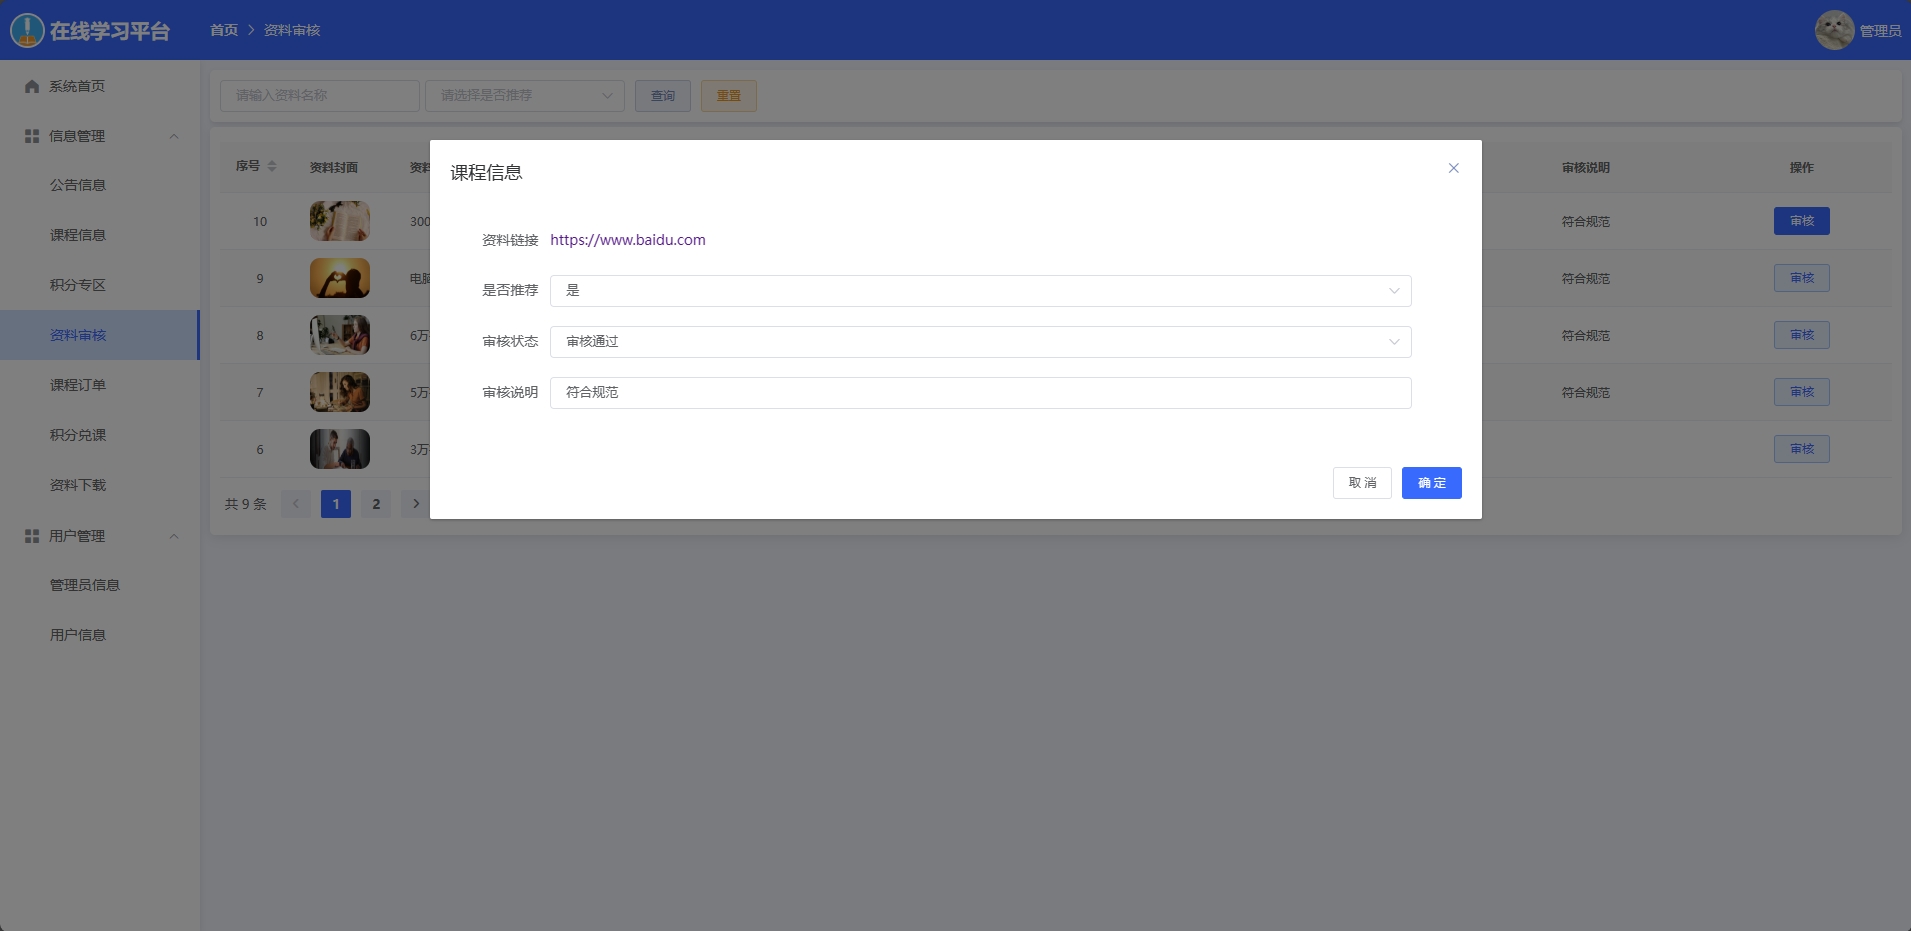 在线学习平台
首页 > 资料审核
管理员
系统首页
信息管理
公告信息
课程信息
积分专区
资料审核
课程订单
积分兑课
资料下载
用户管理
管理员信息
用户信息
请输入资料名称 请选择是否推荐 查询 重置
序号 资料封面 资料 审核说明 操作
10 300 符合规范 审核
9 电脑 符合规范 审核
8 6万 符合规范 审核
7 5万 符合规范 审核
6 3万 审核
共 9 条 1 2
课程信息
资料链接 https://www.baidu.com
是否推荐 是
审核状态 审核通过
审核说明 符合规范
取 消 确 定